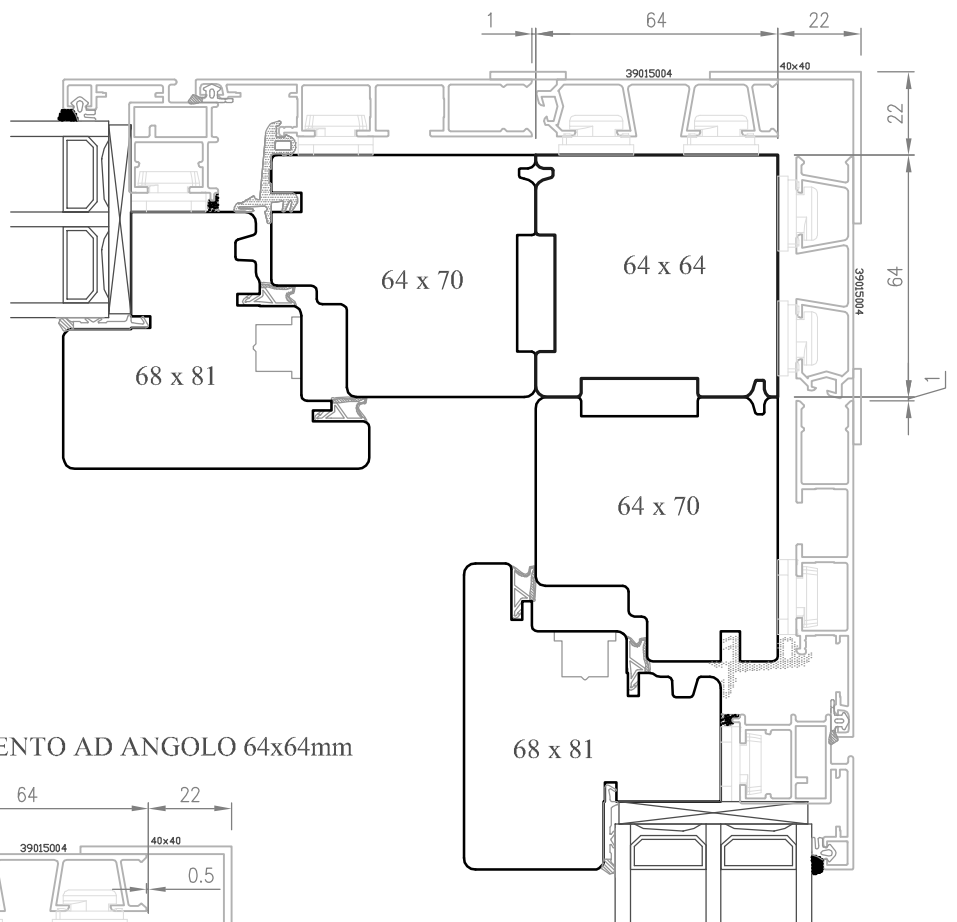 1 64 22
39015004 40x40
22
64 x 70 64 x 64
64
39015004
68 x 81
1
64 x 70
68 x 81
ENTO AD ANGOLO 64x64mm
64 22
39015004 40x40
0.5